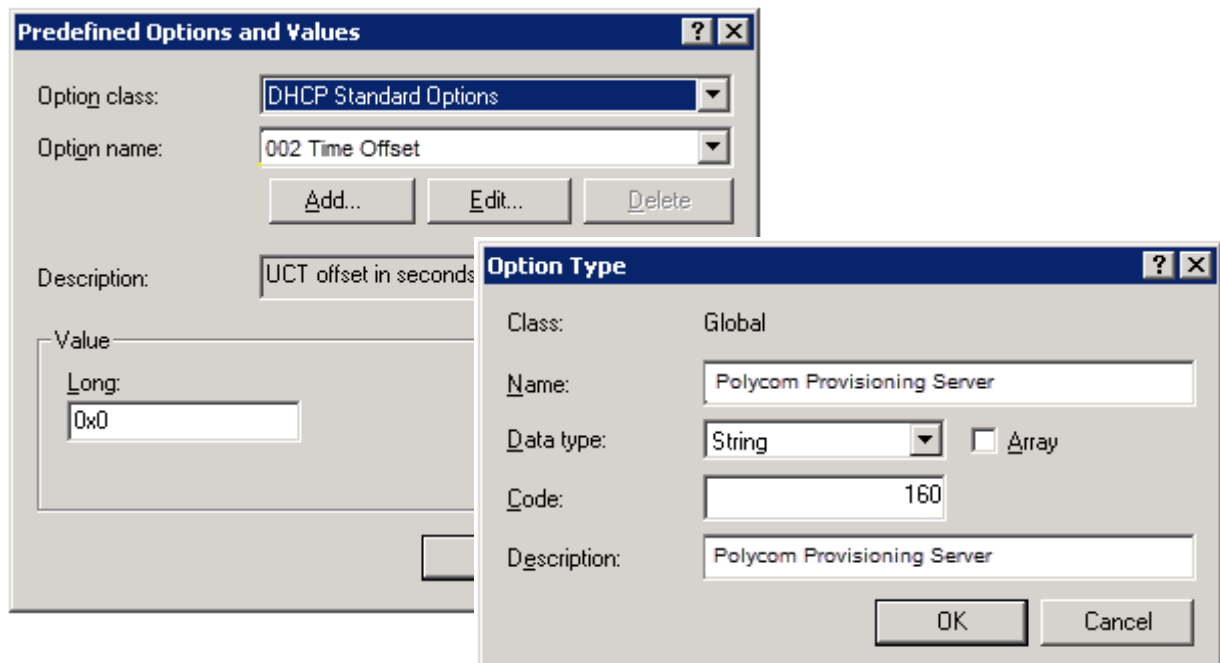 Predefined Options and Values
Option class: DHCP Standard Options
Option name: 002 Time Offset
Add... Edit... Delete
Description: UCT offset in seconds
Value
Long:
0x0
Option Type
Class: Global
Name: Polycom Provisioning Server
Data type: String Array
Code: 160
Description: Polycom Provisioning Server
OK Cancel